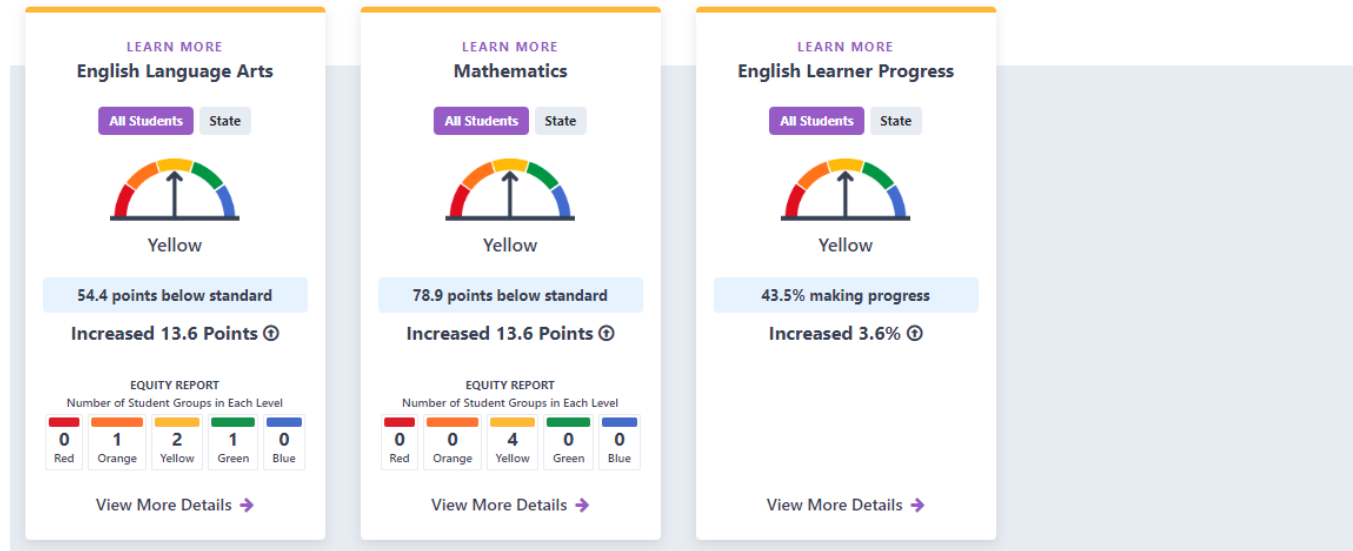 LEARN MORE
English Language Arts
All Students State
Yellow
54.4 points below standard
Increased 13.6 Points
EQUITY REPORT
Number of Student Groups in Each Level
0 1 2 1 0
Red Orange Yellow Green Blue
View More Details
LEARN MORE
Mathematics
All Students State
Yellow
78.9 points below standard
Increased 13.6 Points
EQUITY REPORT
Number of Student Groups in Each Level
0 0 4 0 0
Red Orange Yellow Green Blue
View More Details
LEARN MORE
English Learner Progress
All Students State
Yellow
43.5% making progress
Increased 3.6%
View More Details